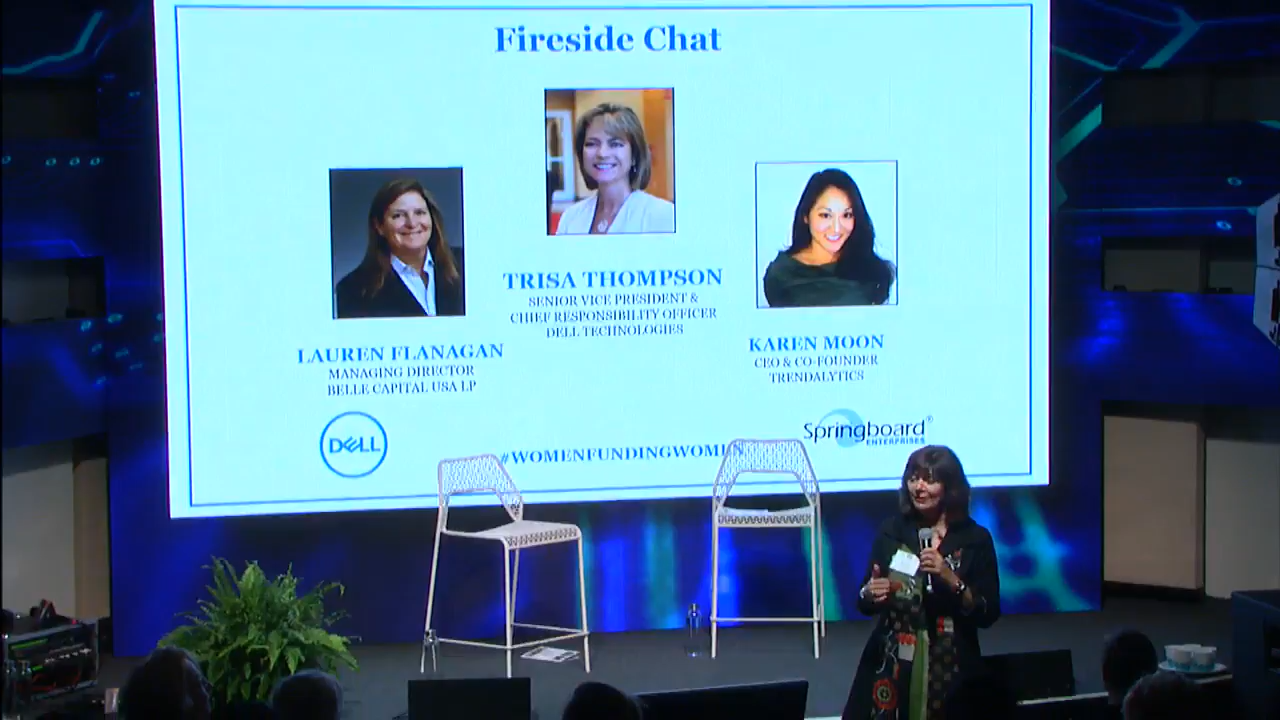 Fireside Chat
TRISA THOMPSON
SENIOR VICE PRESIDENT &
CHIEF RESPONSIBILITY OFFICER
DELL TECHNOLOGIES
LAUREN FLANAGAN
MANAGING DIRECTOR
BELLE CAPITAL USA LP
KAREN MOON
CEO & CO-FOUNDER
TRENDALYTICS
DELL
#WOMENFUNDINGWOMEN
Springboard®
ENTERPRISES